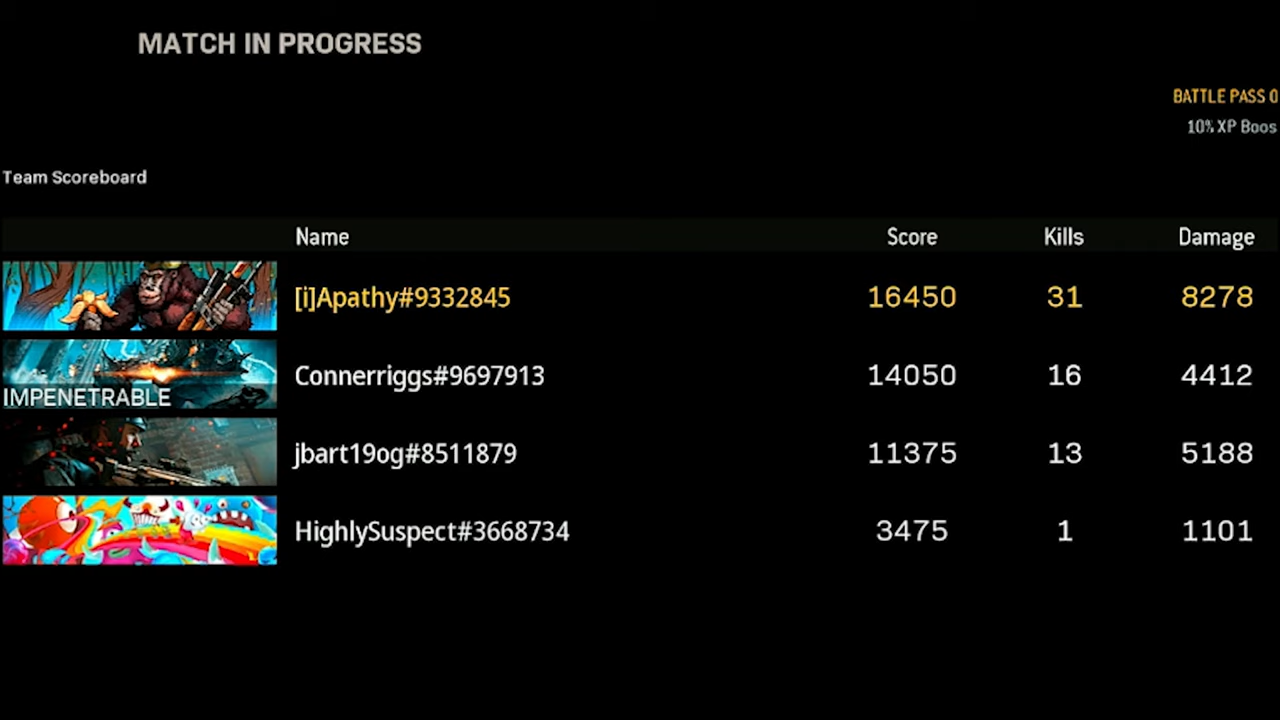 MATCH IN PROGRESS
BATTLE PASS 0
10% XP Boos
Team Scoreboard
Name Score Kills Damage
[i]Apathy#9332845 16450 31 8278
Connerriggs#9697913 14050 16 4412
IMPENETRABLE
jbart19og#8511879 11375 13 5188
HighlySuspect#3668734 3475 1 1101